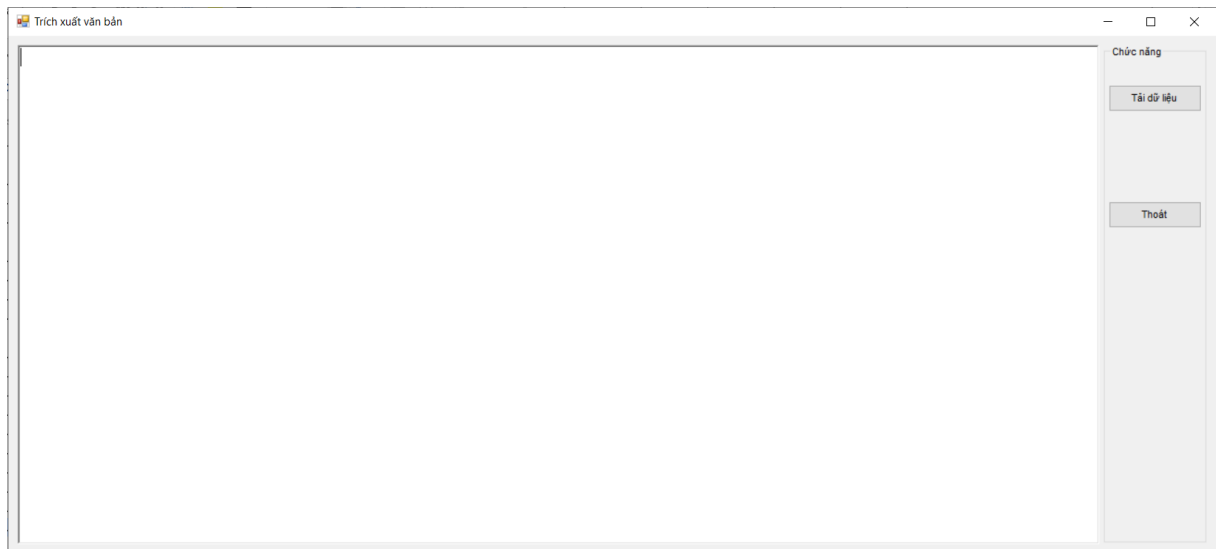 Trích xuất văn bản
Chức năng
Tải dữ liệu
Thoát